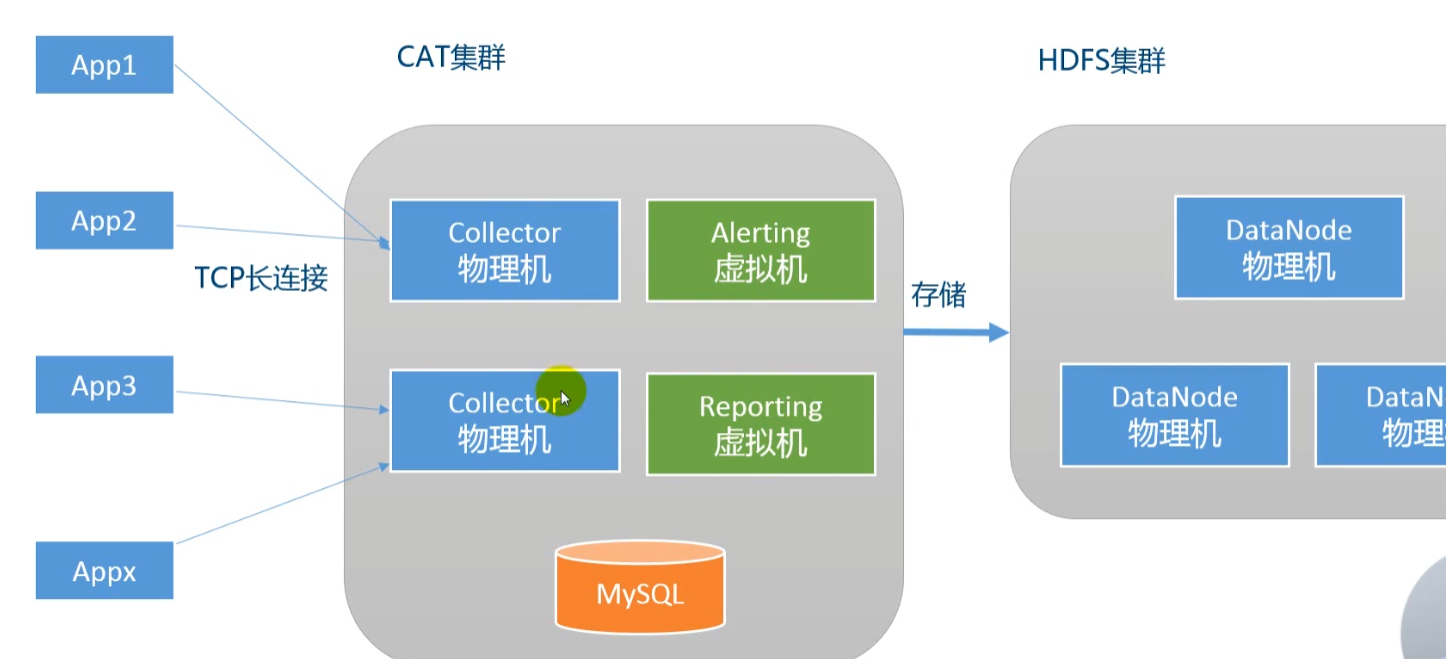 CAT集群
HDFS集群
App1
App2
TCP长连接
App3
Appx
Collector
物理机
Alerting
虚拟机
Collector
物理机
Reporting
虚拟机
MySQL
存储
DataNode
物理机
DataNode
物理机
DataN
物理